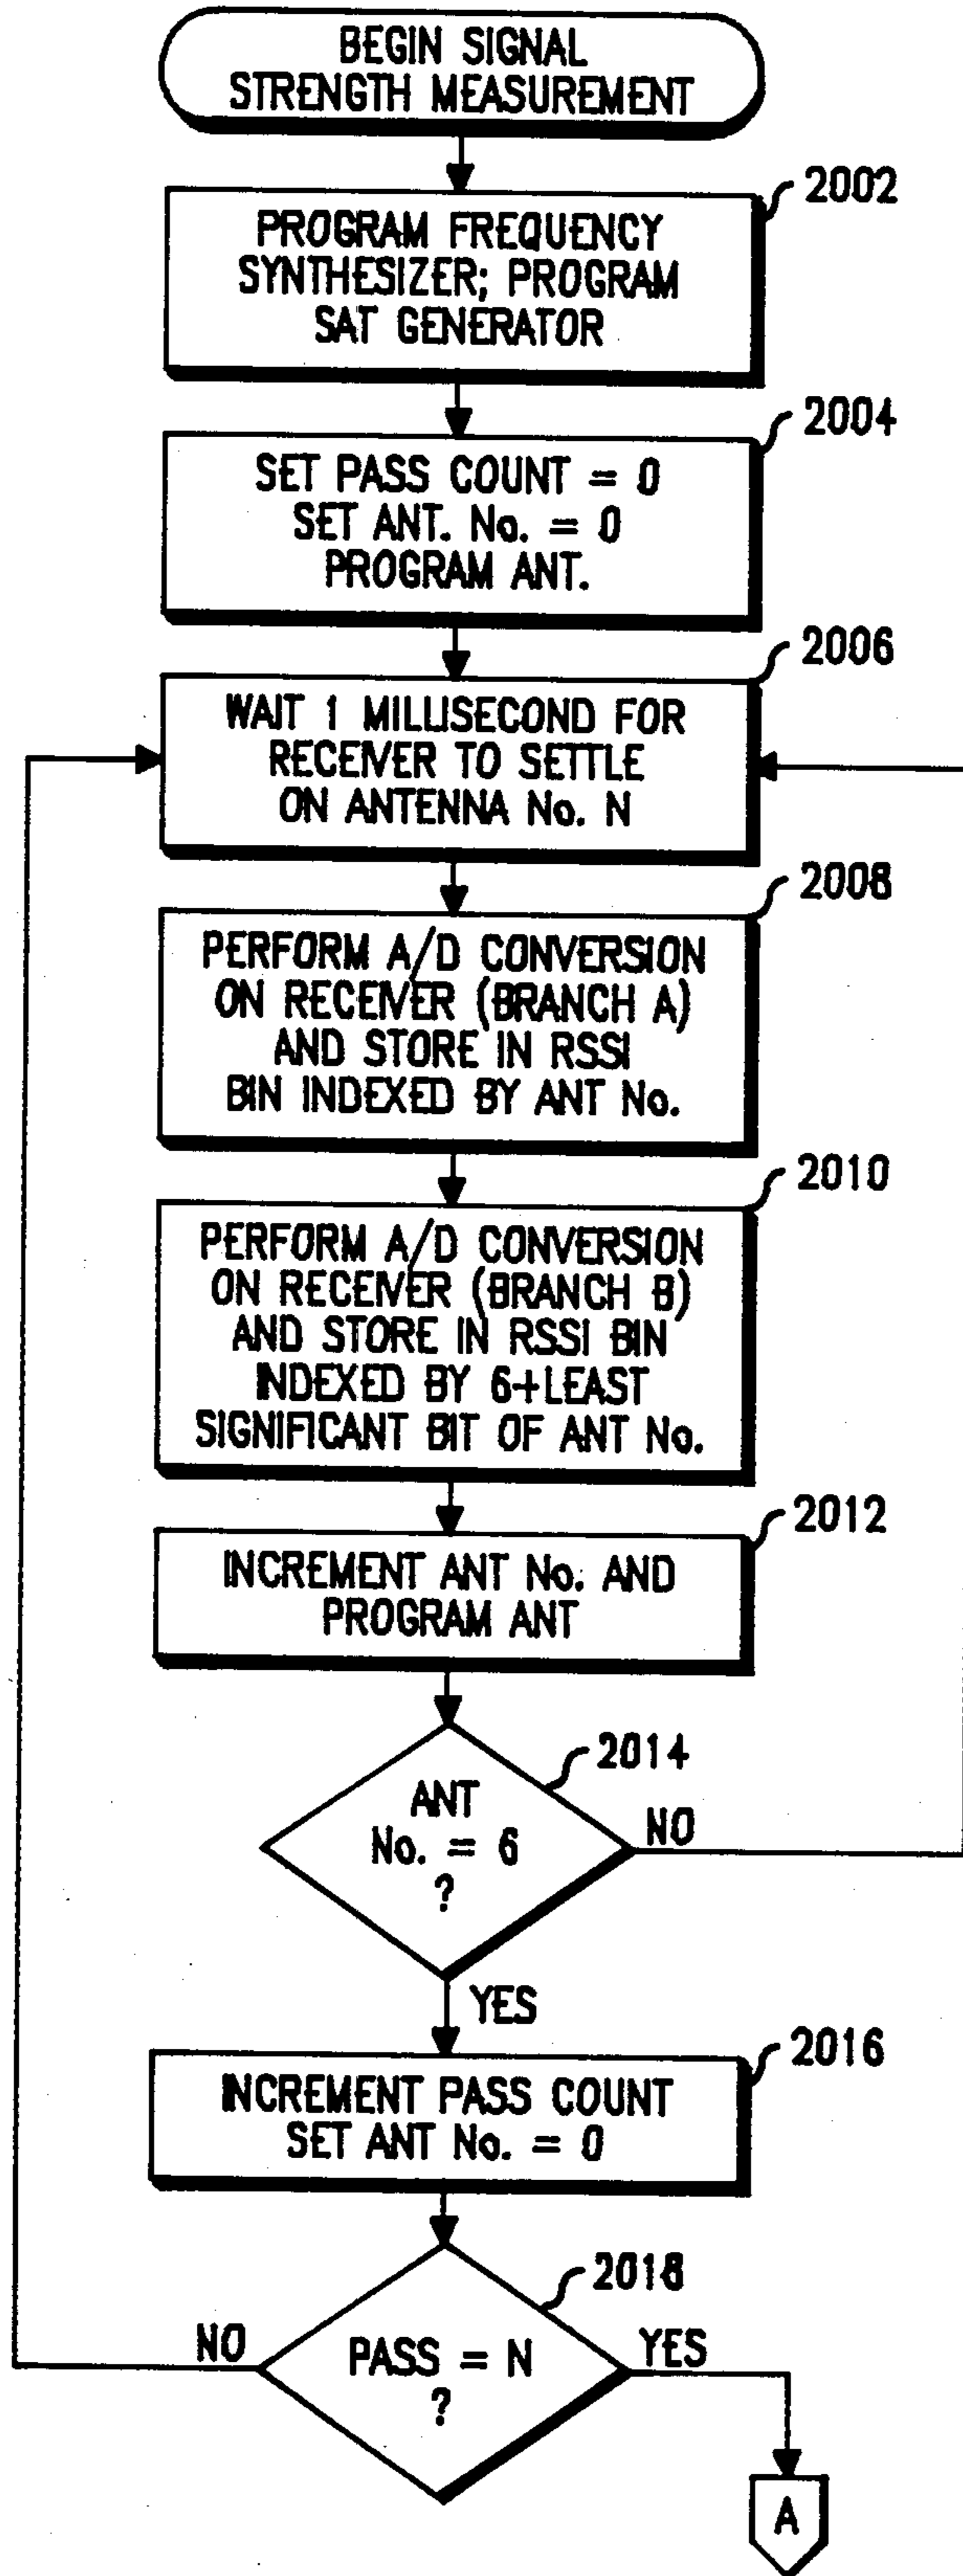 BEGIN SIGNAL
STRENGTH MEASUREMENT
2002
PROGRAM FREQUENCY
SYNTHESIZER; PROGRAM
SAT GENERATOR
2004
SET PASS COUNT = 0
SET ANT. No. = 0
PROGRAM ANT.
2006
WAIT 1 MILLISECOND FOR
RECEIVER TO SETTLE
ON ANTENNA No. N
2008
PERFORM A/D CONVERSION
ON RECEIVER (BRANCH A)
AND STORE IN RSSI
BIN INDEXED BY ANT No.
2010
PERFORM A/D CONVERSION
ON RECEIVER (BRANCH B)
AND STORE IN RSSI BIN
INDEXED BY 6+LEAST
SIGNIFICANT BIT OF ANT No.
2012
INCREMENT ANT No. AND
PROGRAM ANT
2014
ANT
No. = 6
?
NO
YES
2016
INCREMENT PASS COUNT
SET ANT No. = 0
2018
NO
PASS = N
?
YES
A